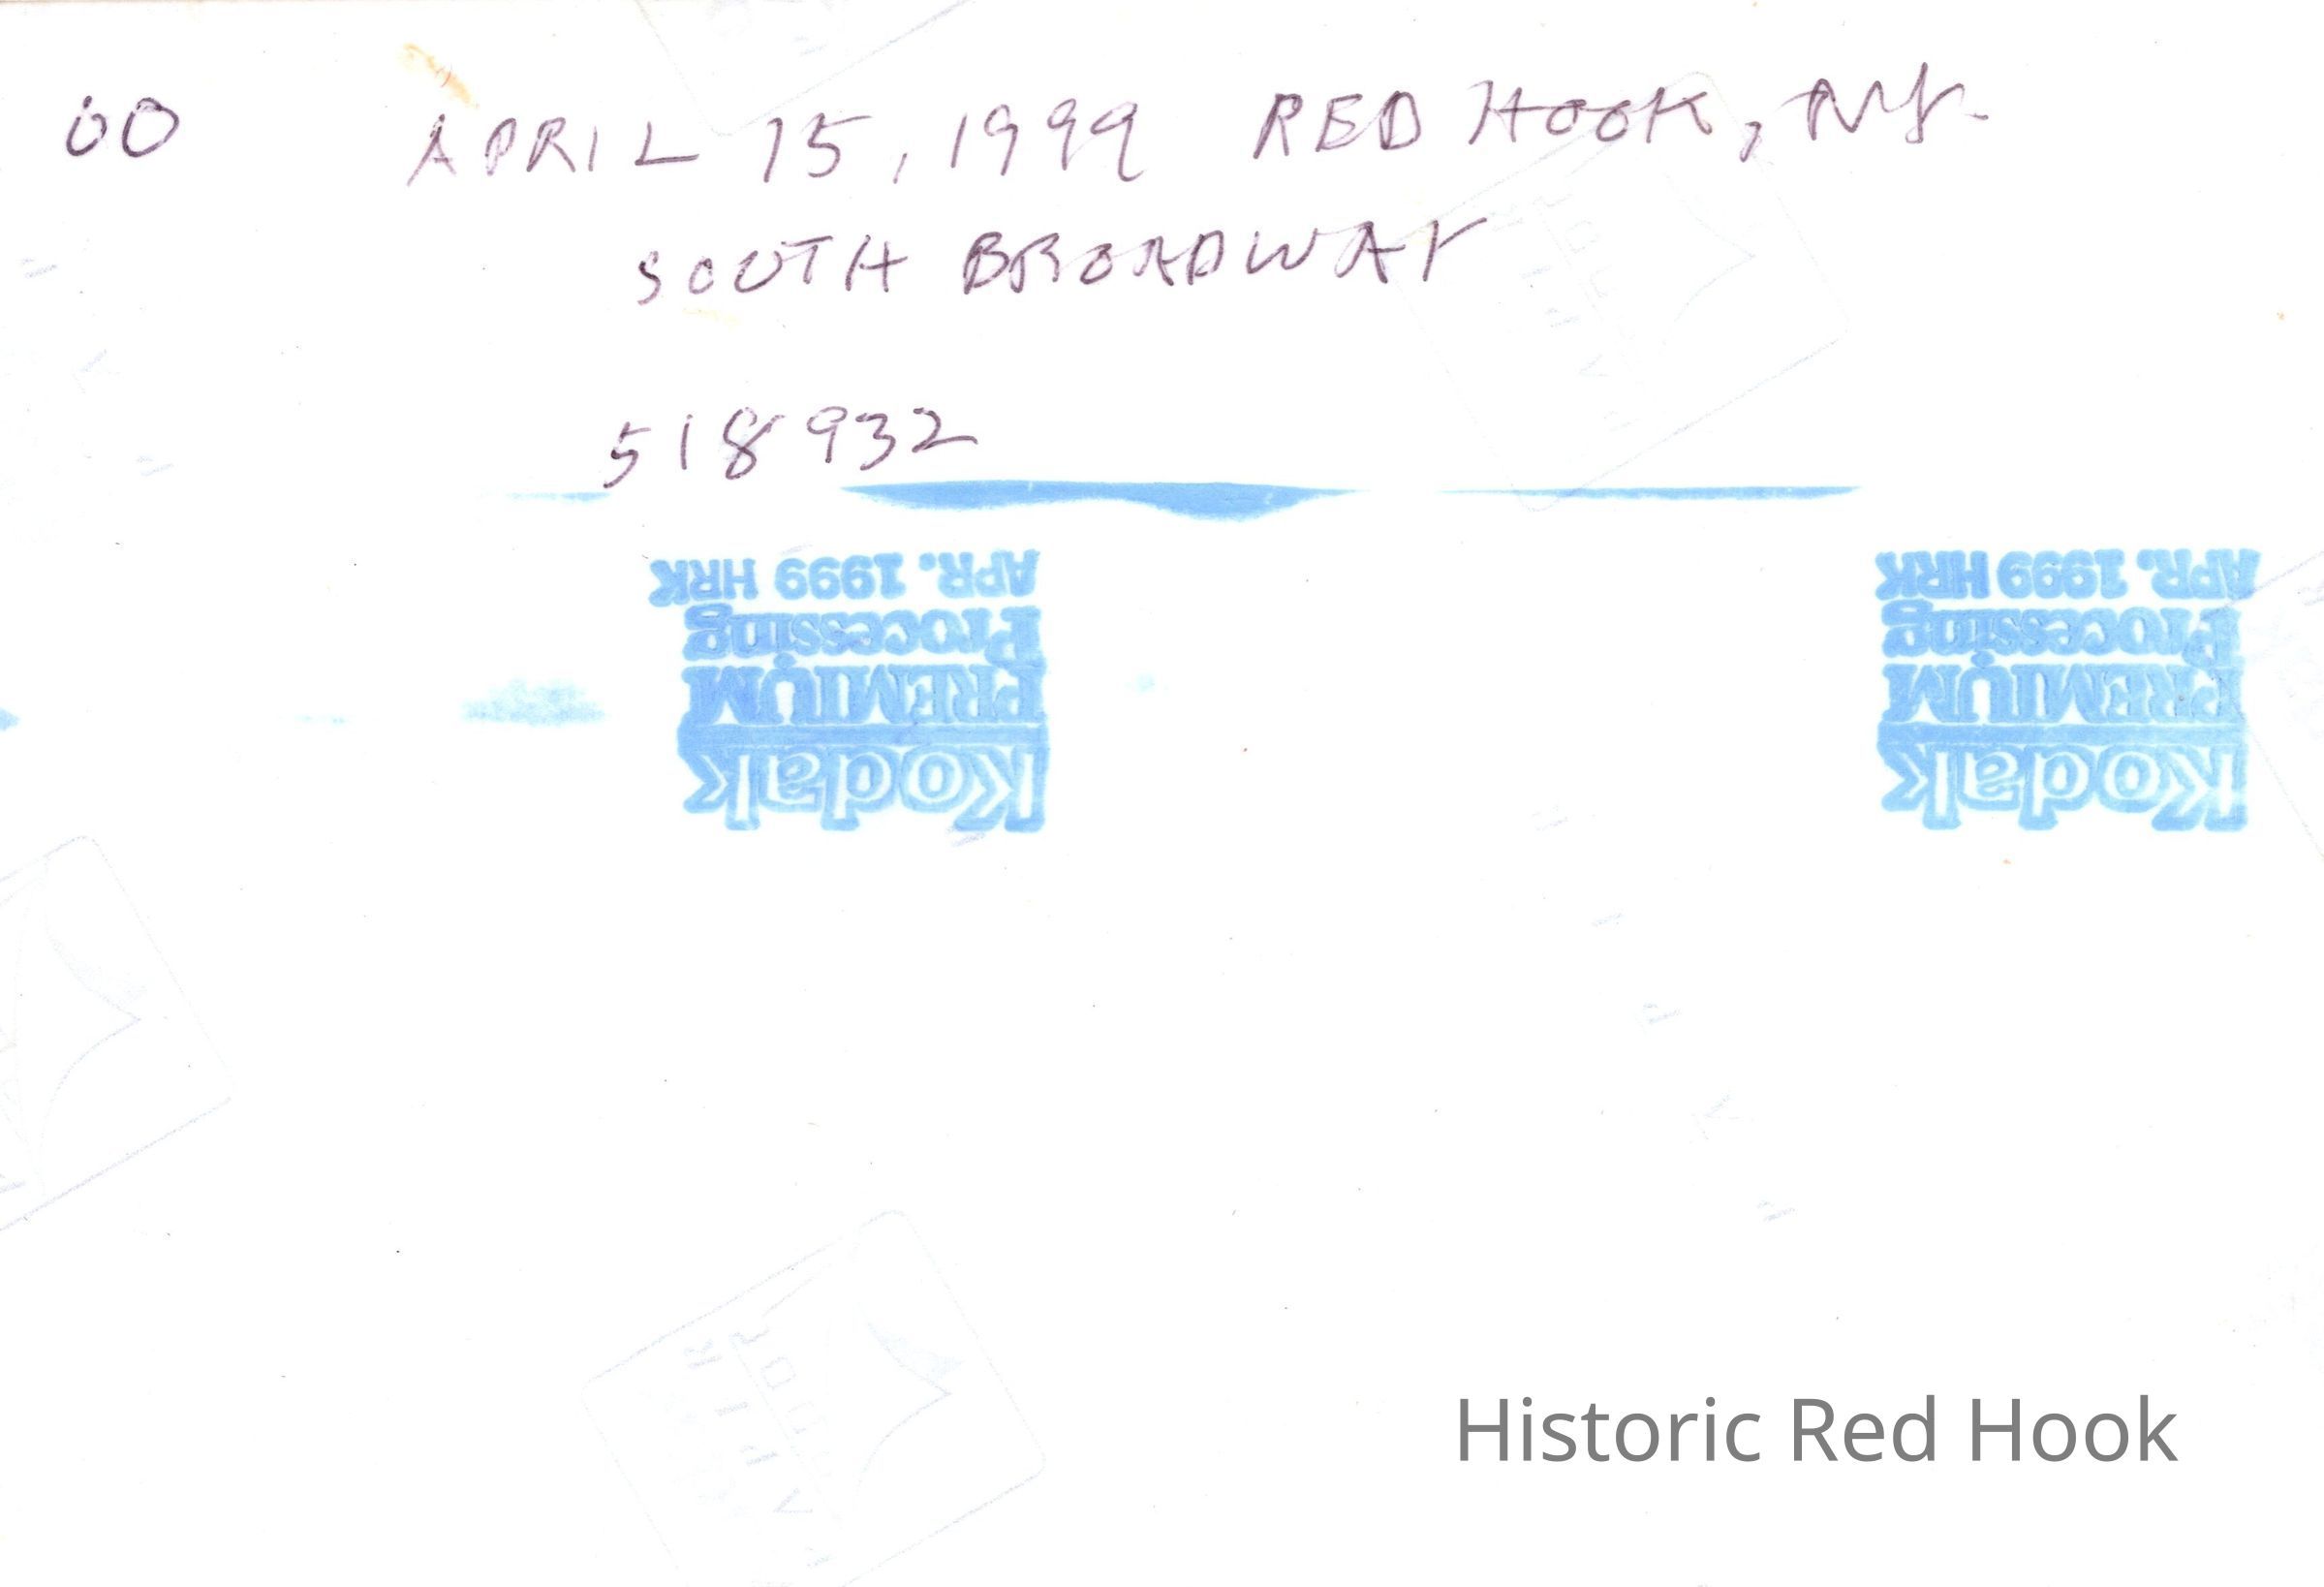 00 APRIL 15, 1999 RED HOOK, NY.
SOUTH BROADWAY
518932
APR. 1999 HRK
Processing
PREMIUM
Kodak
APR. 1999 HRK
Processing
PREMIUM
Kodak
Historic Red Hook